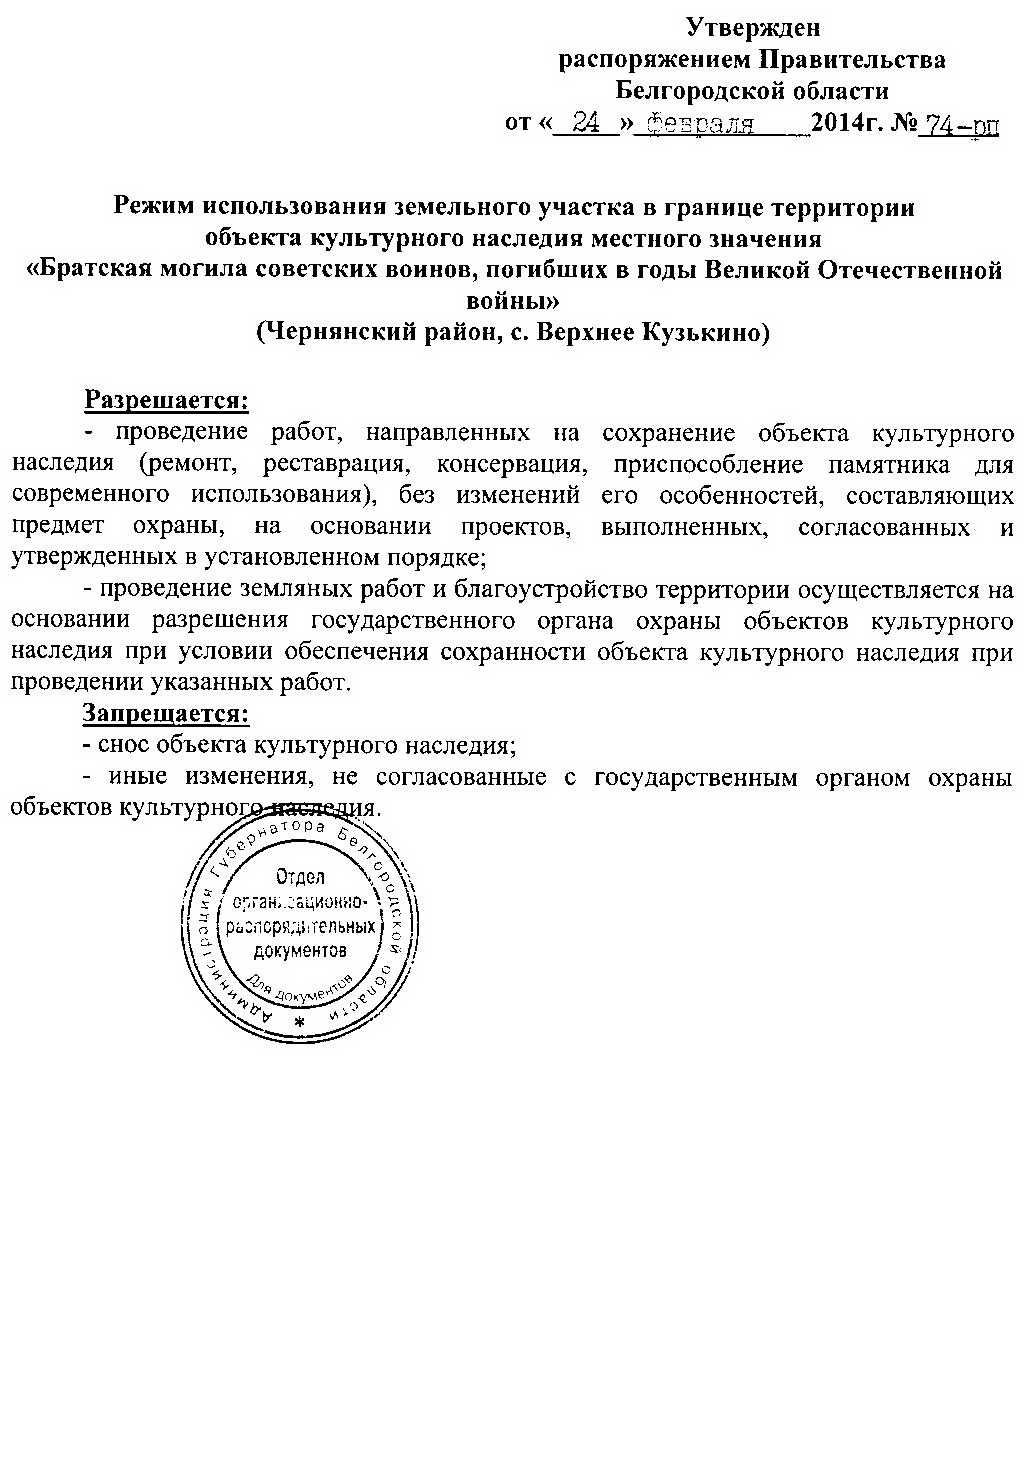 Утвержден
распоряжением Правительства
Белгородской области
от « 24 » февраля 2014г. № 74-рп
Режим использования земельного участка в границе территории
объекта культурного наследия местного значения
«Братская могила советских воинов, погибших в годы Великой Отечественной
войны»
(Чернянский район, с. Верхнее Кузькино)
Разрешается:
- проведение работ, направленных на сохранение объекта культурного
наследия (ремонт, реставрация, консервация, приспособление памятника для
современного использования), без изменений его особенностей, составляющих
предмет охраны, на основании проектов, выполненных, согласованных и
утвержденных в установленном порядке;
- проведение земляных работ и благоустройство территории осуществляется на
основании разрешения государственного органа охраны объектов культурного
наследия при условии обеспечения сохранности объекта культурного наследия при
проведении указанных работ.
Запрещается:
- снос объекта культурного наследия;
- иные изменения, не согласованные с государственным органом охраны
объектов культурного наследия.
Администрация Губернатора Белгородской области
Отдел
организационно-
распорядительных
документов
Для документов